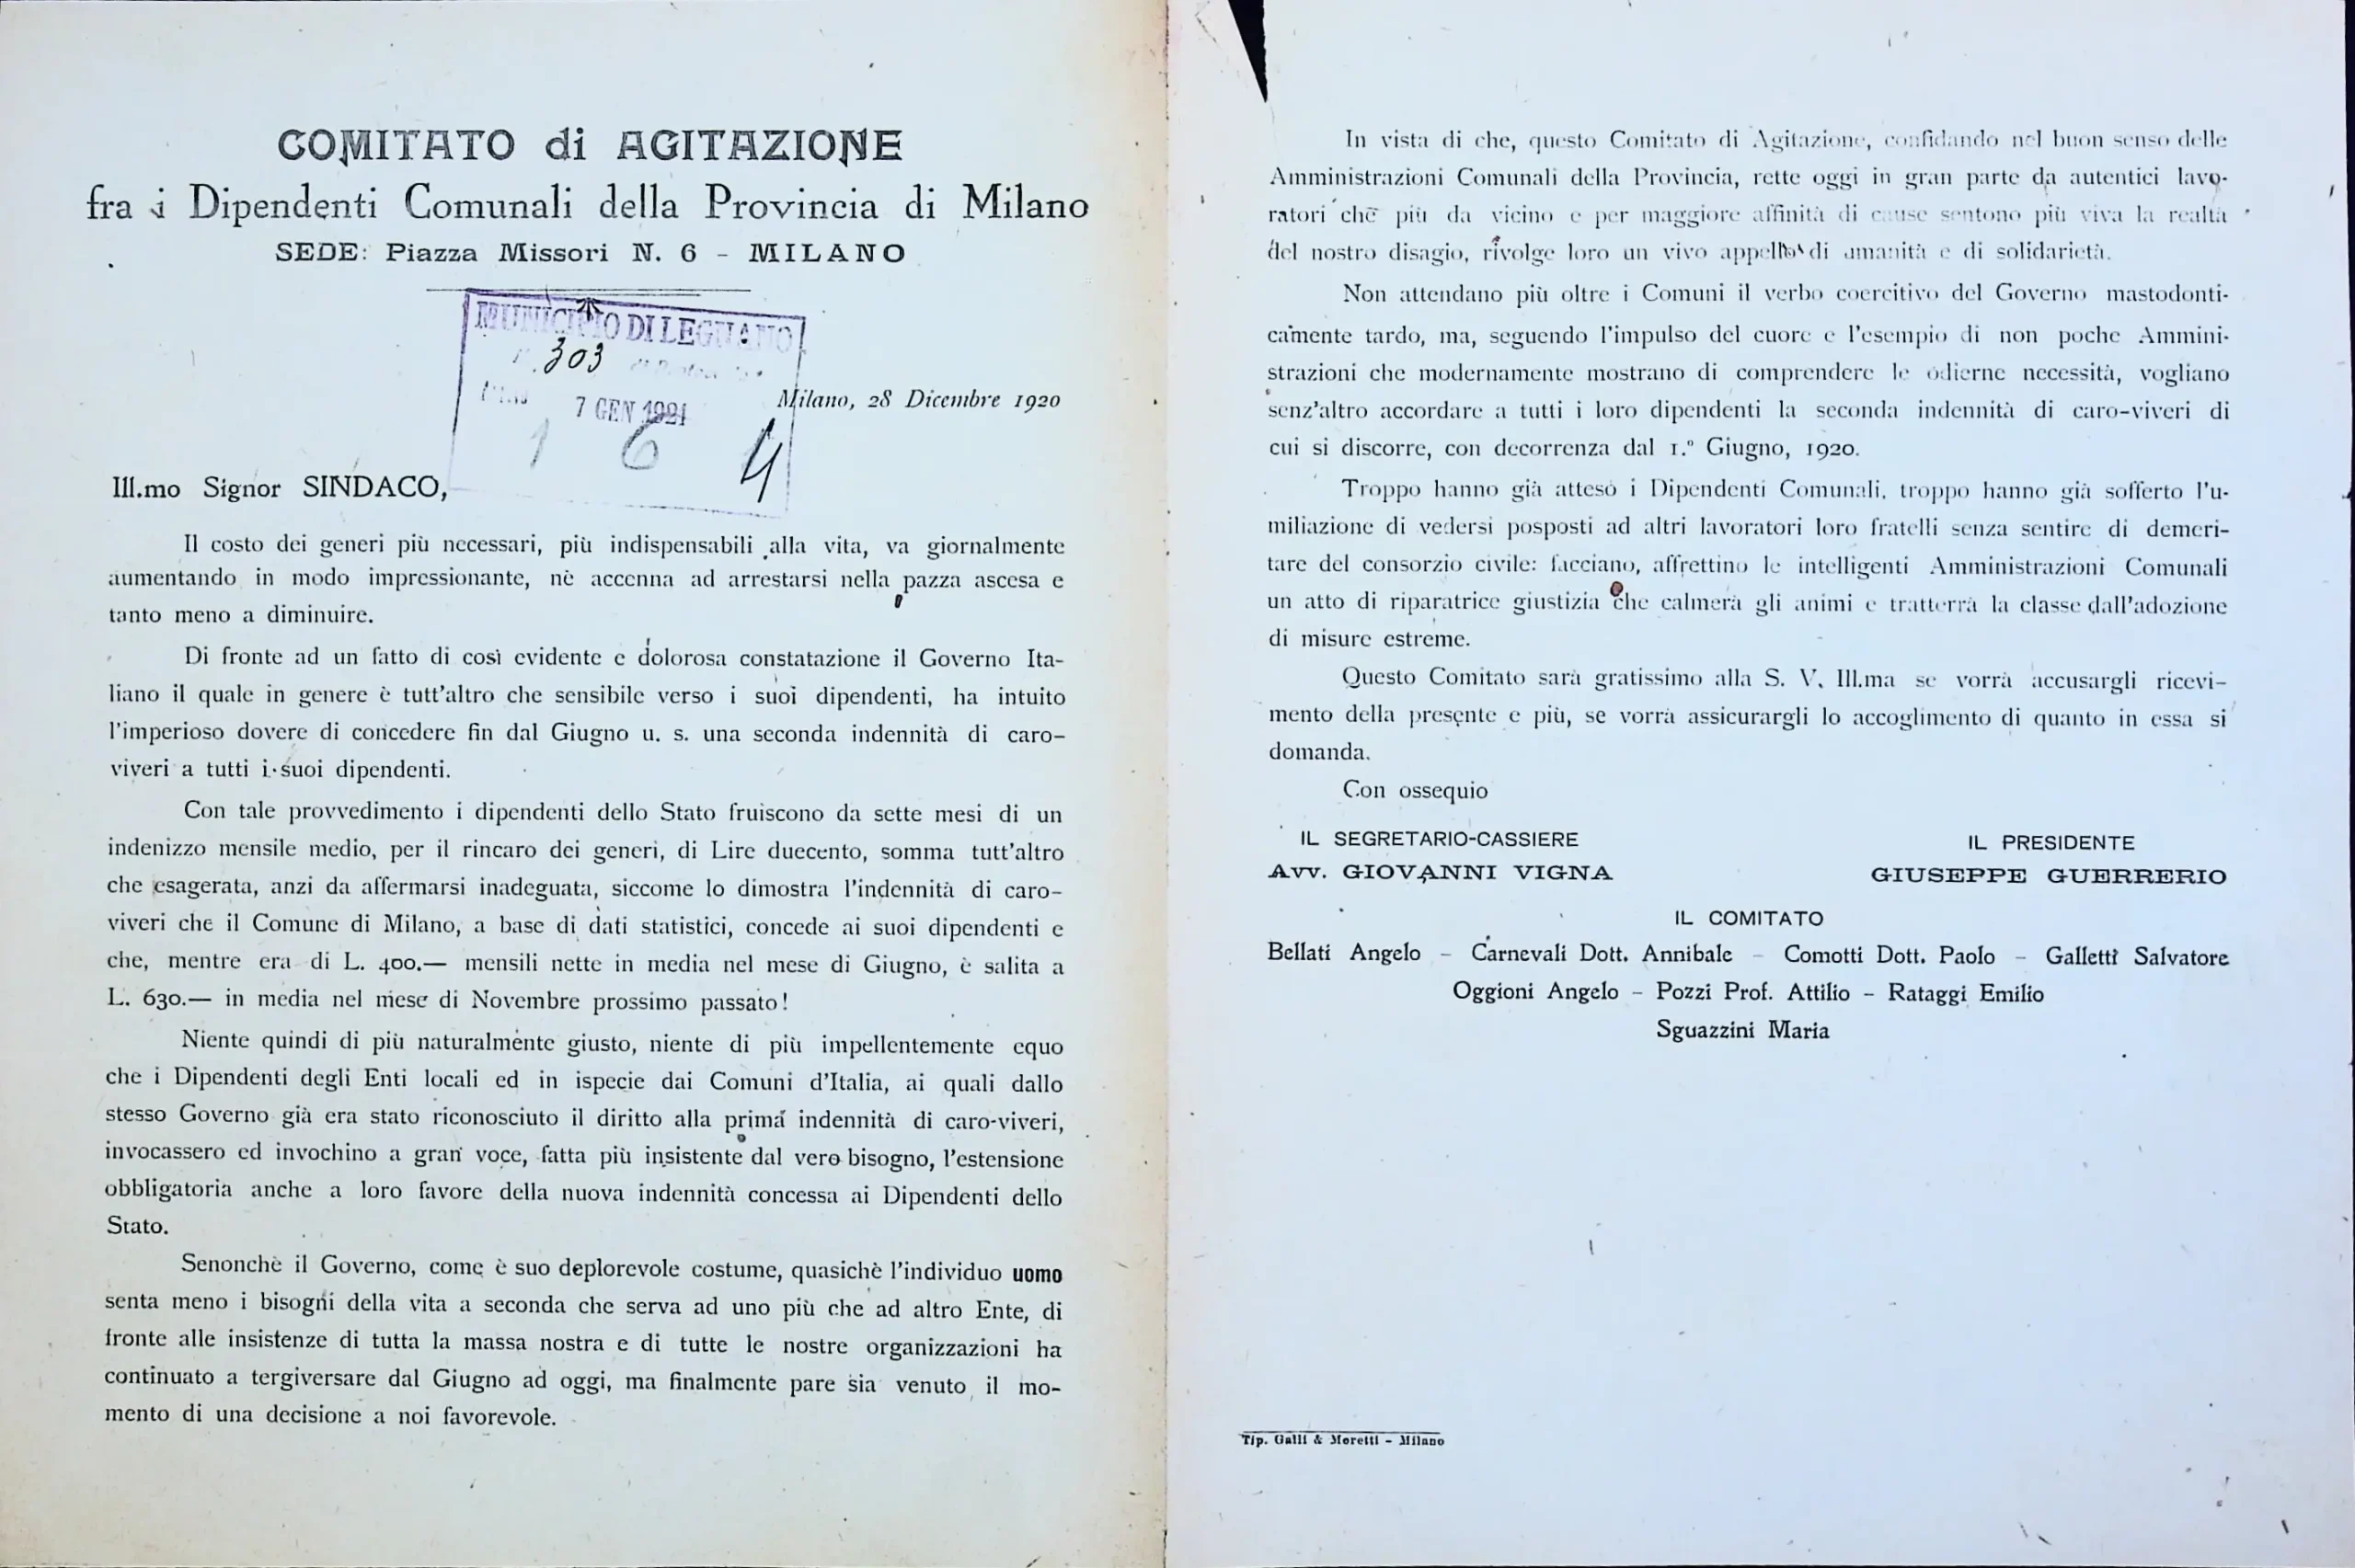 COMITATO di AGITAZIONE
fra i Dipendenti Comunali della Provincia di Milano
SEDE: Piazza Missori N. 6 - MILANO
MUNICIPIO DI LEGNANO
303
7 GEN 1921
1 6 4
Milano, 28 Dicembre 1920
Ill.mo Signor SINDACO,
Il costo dei generi più necessari, più indispensabili alla vita, va giornalmente
aumentando in modo impressionante, nè accenna ad arrestarsi nella pazza ascesa e
tanto meno a diminuire.
Di fronte ad un fatto di così evidente e dolorosa constatazione il Governo Ita-
liano il quale in genere è tutt'altro che sensibile verso i suoi dipendenti, ha intuito
l'imperioso dovere di concedere fin dal Giugno u. s. una seconda indennità di caro-
viveri a tutti i suoi dipendenti.
Con tale provvedimento i dipendenti dello Stato fruiscono da sette mesi di un
indenizzo mensile medio, per il rincaro dei generi, di Lire duecento, somma tutt'altro
che esagerata, anzi da affermarsi inadeguata, siccome lo dimostra l'indennità di caro-
viveri che il Comune di Milano, a base di dati statistici, concede ai suoi dipendenti e
che, mentre era di L. 400.— mensili nette in media nel mese di Giugno, è salita a
L. 630.— in media nel mese di Novembre prossimo passato!
Niente quindi di più naturalmente giusto, niente di più impellentemente equo
che i Dipendenti degli Enti locali ed in ispecie dai Comuni d'Italia, ai quali dallo
stesso Governo già era stato riconosciuto il diritto alla prima indennità di caro-viveri,
invocassero ed invochino a gran voce, fatta più insistente dal vero bisogno, l'estensione
obbligatoria anche a loro favore della nuova indennità concessa ai Dipendenti dello
Stato.
Senonchè il Governo, come è suo deplorevole costume, quasichè l'individuo uomo
senta meno i bisogni della vita a seconda che serva ad uno più che ad altro Ente, di
fronte alle insistenze di tutta la massa nostra e di tutte le nostre organizzazioni ha
continuato a tergiversare dal Giugno ad oggi, ma finalmente pare sia venuto il mo-
mento di una decisione a noi favorevole.
In vista di che, questo Comitato di Agitazione, confidando nel buon senso delle
Amministrazioni Comunali della Provincia, rette oggi in gran parte da autentici lavo-
ratori che più da vicino e per maggiore affinità di cause sentono più viva la realtà
del nostro disagio, rivolge loro un vivo appello di umanità e di solidarietà.
Non attendano più oltre i Comuni il verbo coercitivo del Governo mastodonti-
camente tardo, ma, seguendo l'impulso del cuore e l'esempio di non poche Ammini-
strazioni che modernamente mostrano di comprendere le odierne necessità, vogliano
senz'altro accordare a tutti i loro dipendenti la seconda indennità di caro-viveri di
cui si discorre, con decorrenza dal 1.° Giugno, 1920.
Troppo hanno già atteso i Dipendenti Comunali, troppo hanno già sofferto l'u-
miliazione di vedersi posposti ad altri lavoratori loro fratelli senza sentire di demeri-
tare del consorzio civile: facciano, affrettino le intelligenti Amministrazioni Comunali
un atto di riparatrice giustizia che calmerà gli animi e tratterrà la classe dall'adozione
di misure estreme.
Questo Comitato sarà gratissimo alla S. V. Ill.ma se vorrà accusargli ricevi-
mento della presente e più, se vorrà assicurargli lo accoglimento di quanto in essa si
domanda.
Con ossequio
IL SEGRETARIO-CASSIERE
Avv. GIOVANNI VIGNA
IL PRESIDENTE
GIUSEPPE GUERRERIO
IL COMITATO
Bellati Angelo - Carnevali Dott. Annibale - Comotti Dott. Paolo - Galletti Salvatore
Oggioni Angelo - Pozzi Prof. Attilio - Rataggi Emilio
Sguazzini Maria
Tip. Galli & Moretti - Milano